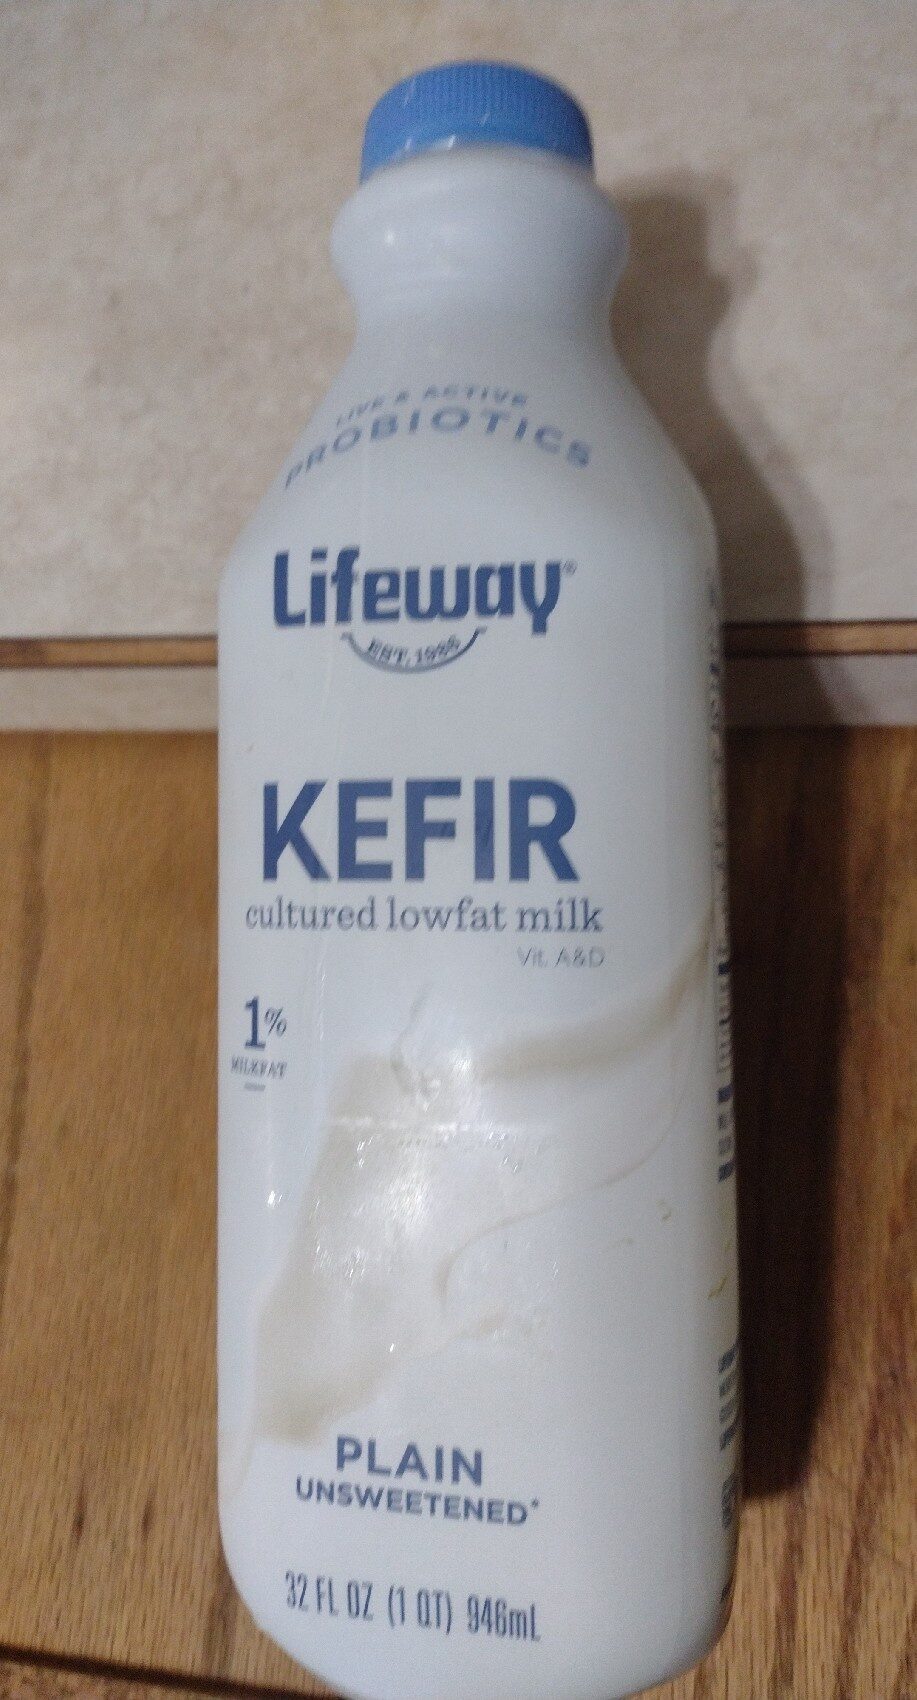 LIVE & ACTIVE
PROBIOTICS
Lifeway®
EST. 1986
KEFIR
cultured lowfat milk
Vit. A&D
1%
MILKFAT
PLAIN
UNSWEETENED*
32 FL OZ (1 QT) 946mL